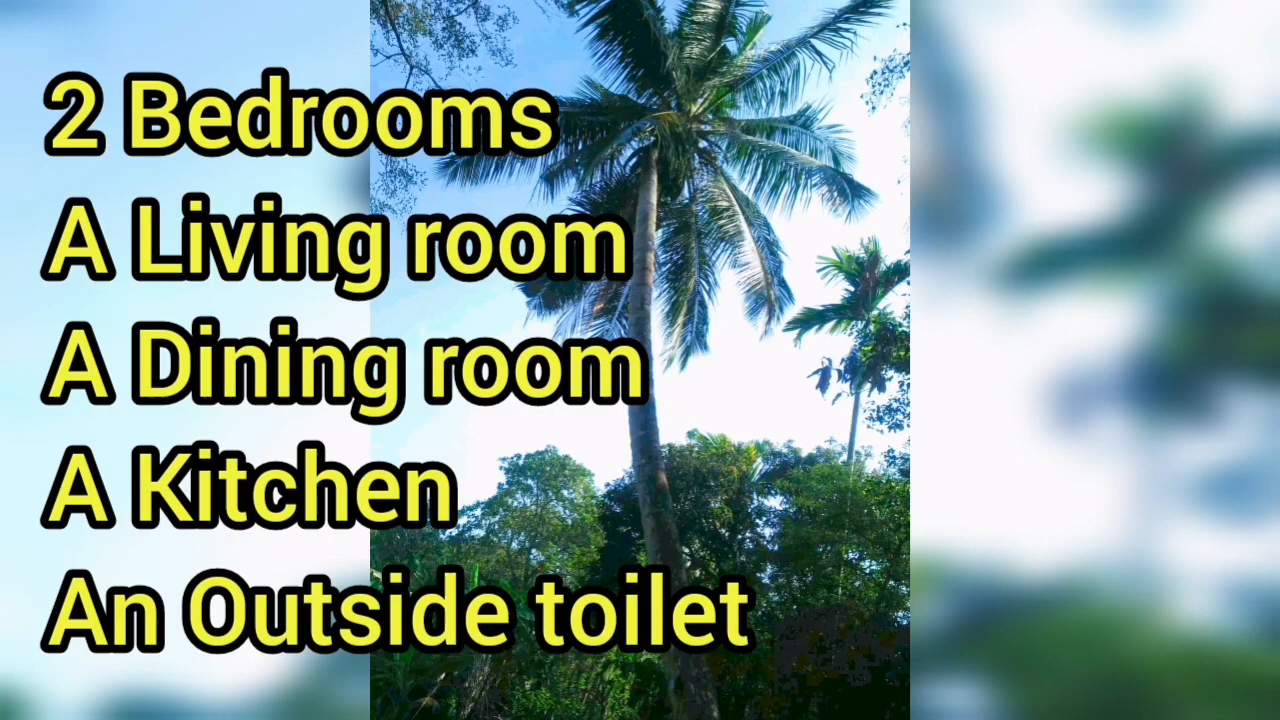 2 Bedrooms
A Living room
A Dining room
A Kitchen
An Outside toilet